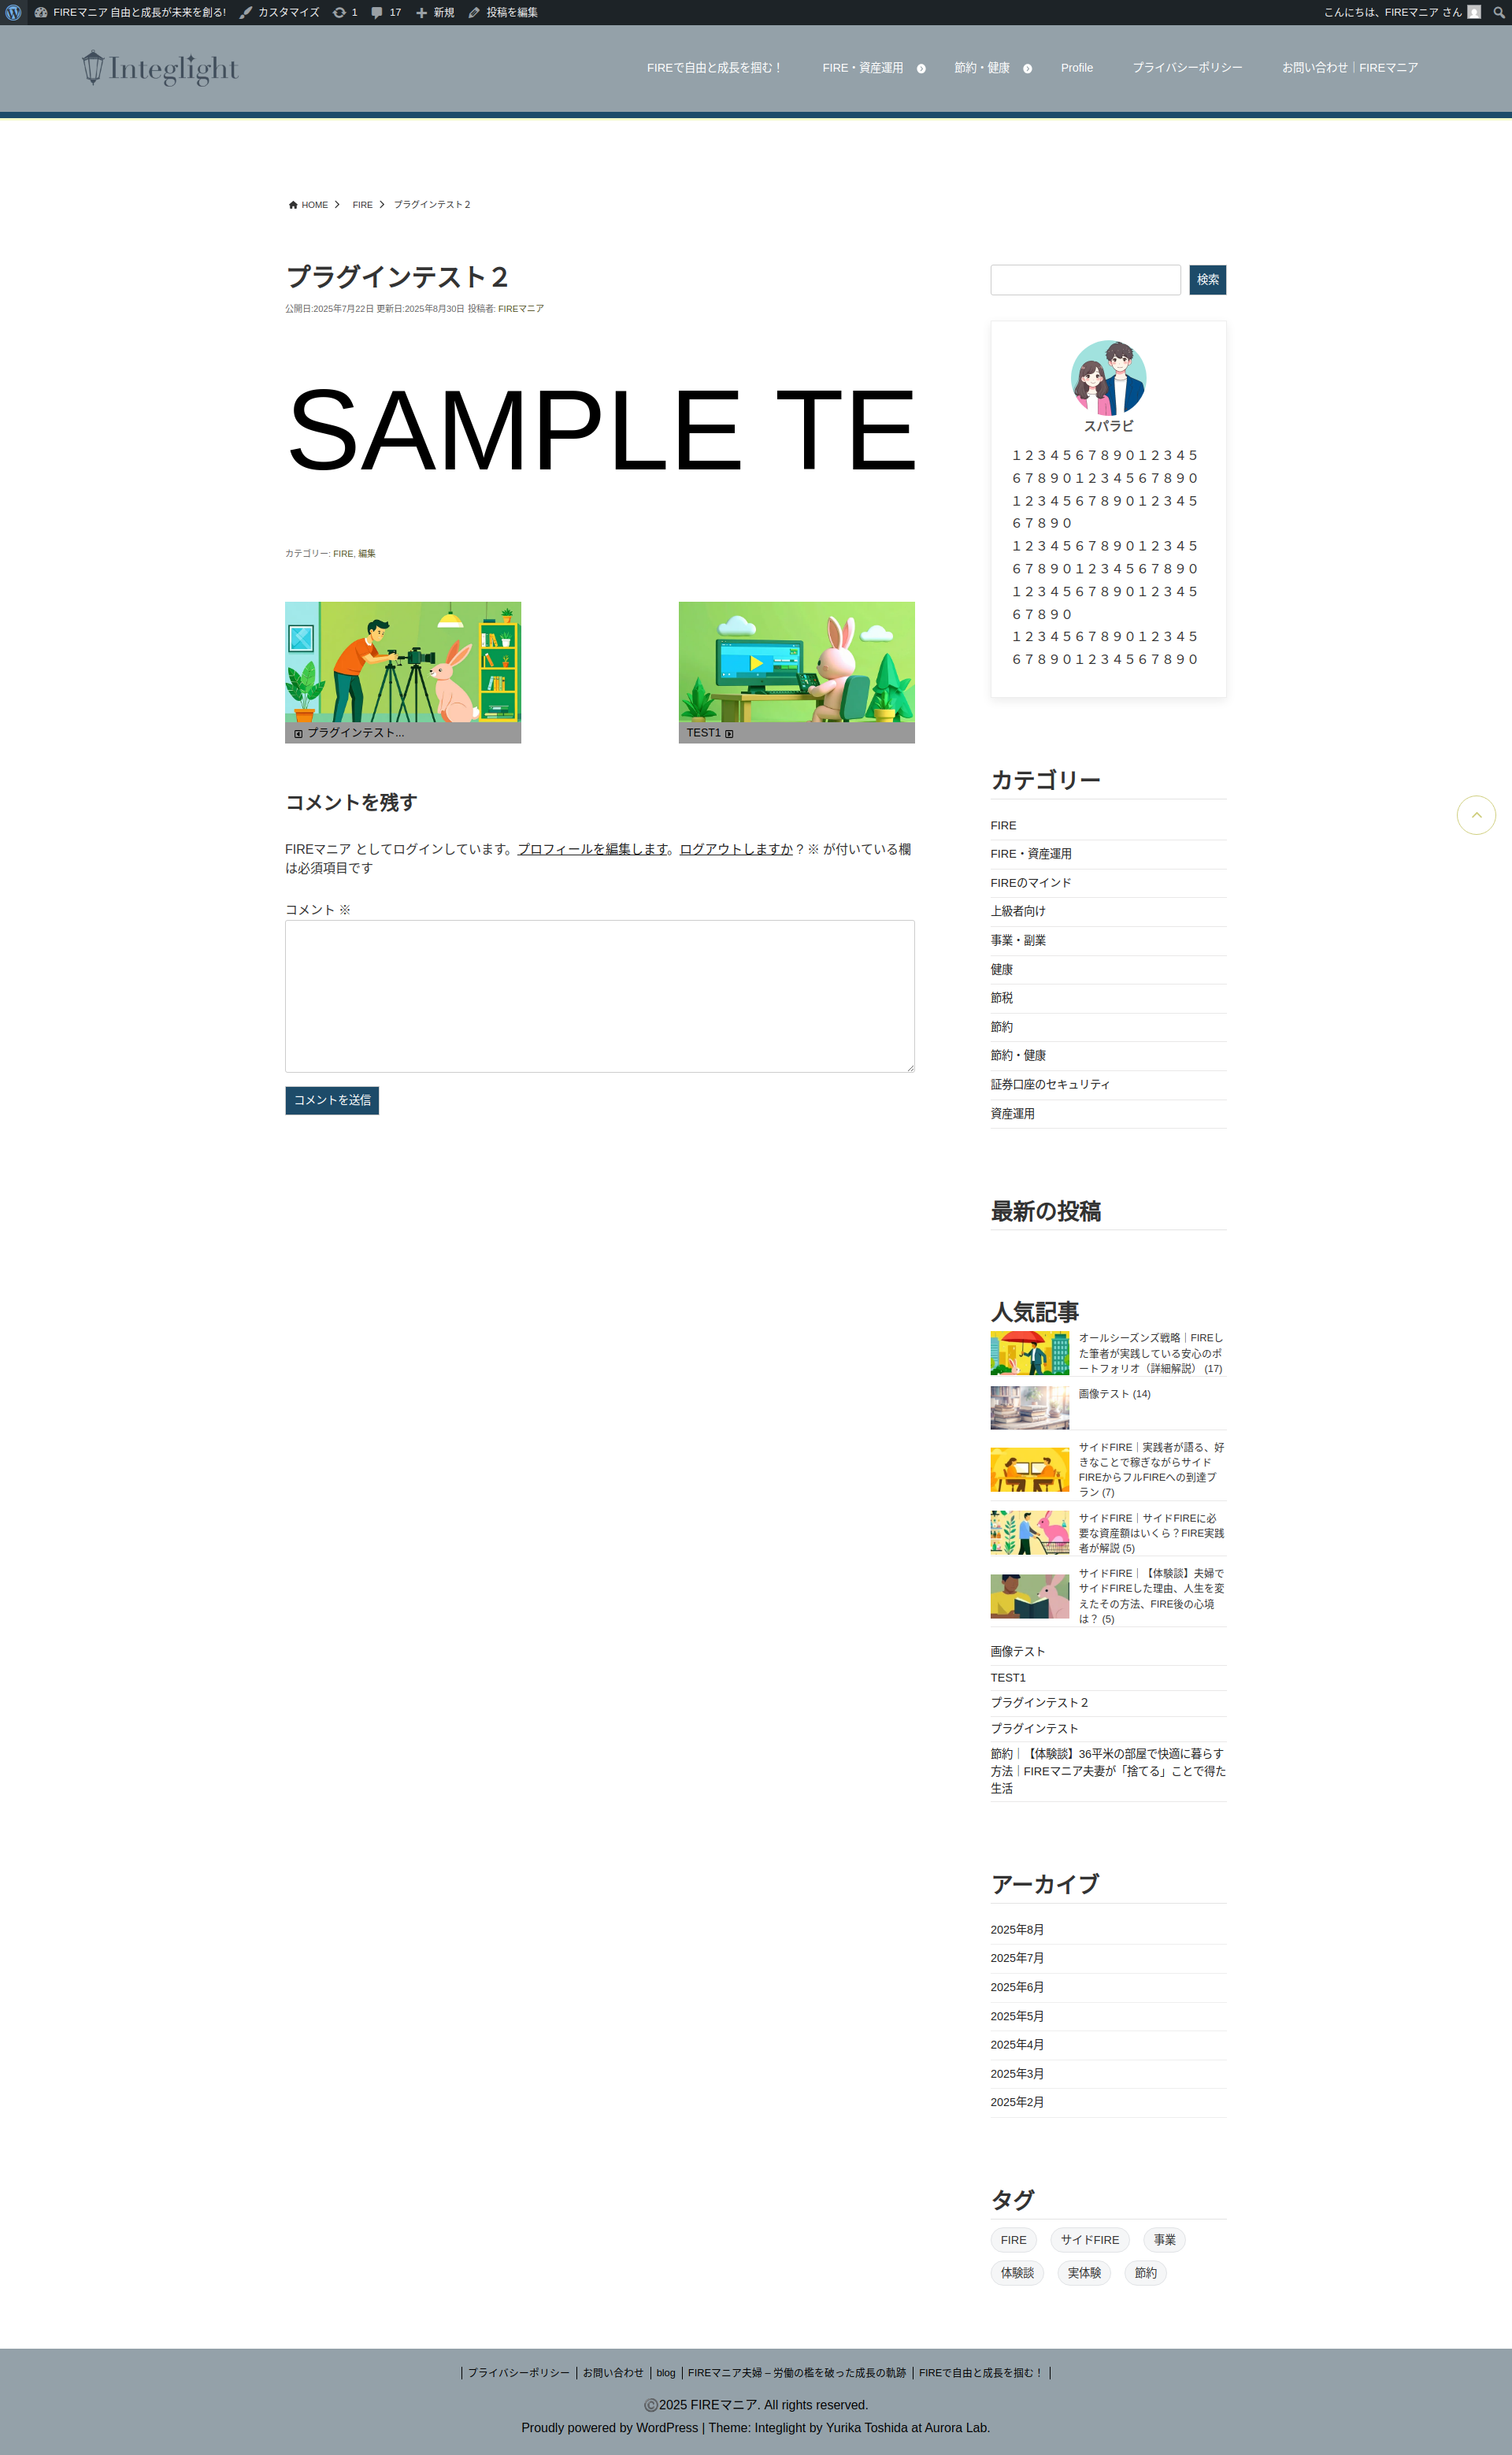 FIREマニア 自由と成長が未来を創る! カスタマイズ 1 17 新規 投稿を編集 こんにちは、FIREマニア さん
Integlight
FIREで自由と成長を掴む！ FIRE・資産運用 節約・健康 Profile プライバシーポリシー お問い合わせ｜FIREマニア
HOME FIRE プラグインテスト２
プラグインテスト２
公開日:2025年7月22日 更新日:2025年8月30日 投稿者: FIREマニア
SAMPLE TE
カテゴリー: FIRE, 編集
プラグインテスト...
TEST1
コメントを残す
FIREマニア としてログインしています。プロフィールを編集します。ログアウトしますか ? ※ が付いている欄
は必須項目です
コメント ※
コメントを送信
検索
スパラビ
１２３４５６７８９０１２３４５
６７８９０１２３４５６７８９０
１２３４５６７８９０１２３４５
６７８９０
１２３４５６７８９０１２３４５
６７８９０１２３４５６７８９０
１２３４５６７８９０１２３４５
６７８９０
１２３４５６７８９０１２３４５
６７８９０１２３４５６７８９０
カテゴリー
FIRE
FIRE・資産運用
FIREのマインド
上級者向け
事業・副業
健康
節税
節約
節約・健康
証券口座のセキュリティ
資産運用
最新の投稿
人気記事
オールシーズンズ戦略｜FIREし
た筆者が実践している安心のポ
ートフォリオ（詳細解説） (17)
画像テスト (14)
サイドFIRE｜実践者が語る、好
きなことで稼ぎながらサイド
FIREからフルFIREへの到達プ
ラン (7)
サイドFIRE｜サイドFIREに必
要な資産額はいくら？FIRE実践
者が解説 (5)
サイドFIRE｜【体験談】夫婦で
サイドFIREした理由、人生を変
えたその方法、FIRE後の心境
は？ (5)
画像テスト
TEST1
プラグインテスト２
プラグインテスト
節約｜【体験談】36平米の部屋で快適に暮らす
方法｜FIREマニア夫妻が「捨てる」ことで得た
生活
アーカイブ
2025年8月
2025年7月
2025年6月
2025年5月
2025年4月
2025年3月
2025年2月
タグ
FIRE サイドFIRE 事業
体験談 実体験 節約
プライバシーポリシー お問い合わせ blog FIREマニア夫婦 – 労働の檻を破った成長の軌跡 FIREで自由と成長を掴む！
©2025 FIREマニア. All rights reserved.
Proudly powered by WordPress | Theme: Integlight by Yurika Toshida at Aurora Lab.